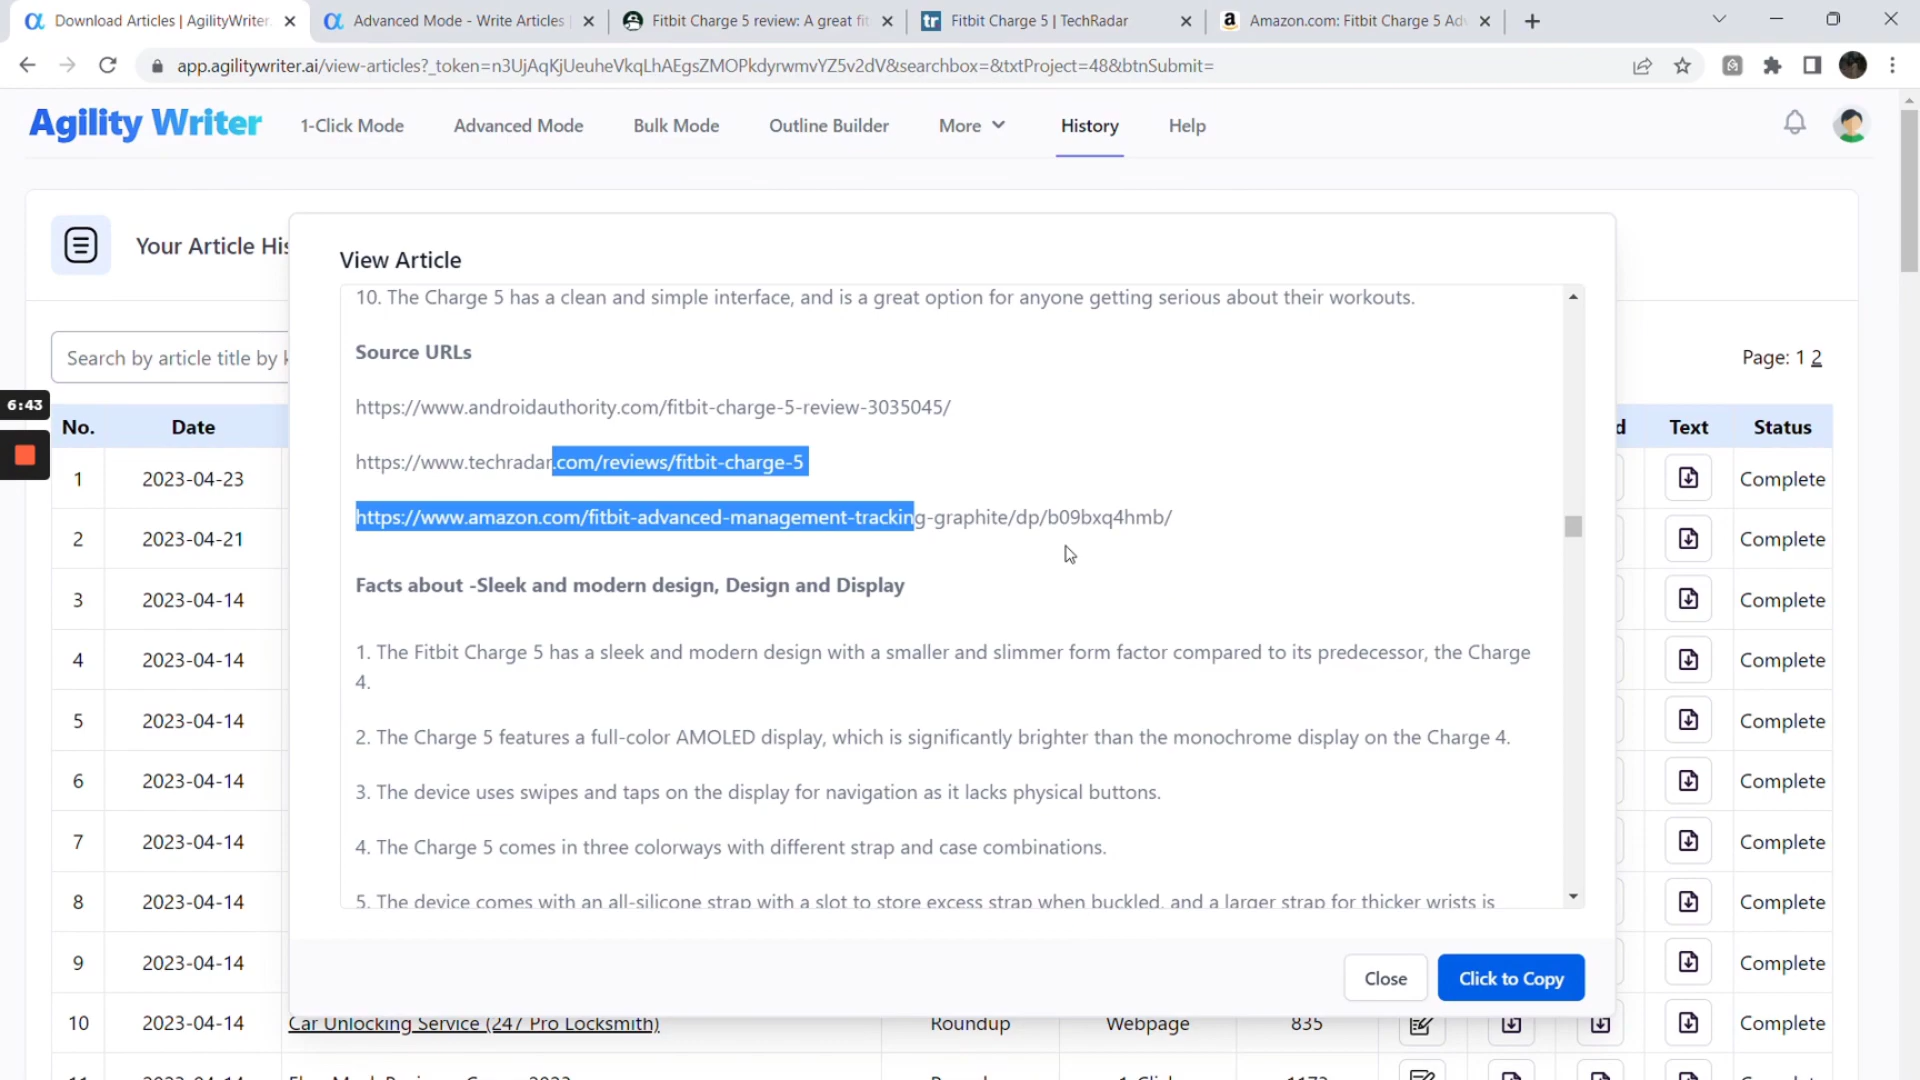 Download Articles | AgilityWriter.
Advanced Mode - Write Articles
Fitbit Charge 5 review: A great fit
tr
Fitbit Charge 5 | TechRadar
a
Amazon.com: Fitbit Charge 5 Adv
app.agilitywriter.ai/view-articles?_token=n3UjAqKjUeuheVkqLhAEgsZMOPkdyrwmvYZ5v2dV&searchbox=&txtProject=48&btnSubmit=
Agility Writer
1-Click Mode
Advanced Mode
Bulk Mode
Outline Builder
More
History
Help
Your Article His
Search by article title by k
Page: 1 2
6:43
No.
Date
d
Text
Status
1
2023-04-23
Complete
2
2023-04-21
Complete
3
2023-04-14
Complete
4
2023-04-14
Complete
5
2023-04-14
Complete
6
2023-04-14
Complete
7
2023-04-14
Complete
8
2023-04-14
Complete
9
2023-04-14
Complete
10
2023-04-14
Car Unlocking Service (247 Pro Locksmith)
Roundup
Webpage
835
Complete
View Article
10. The Charge 5 has a clean and simple interface, and is a great option for anyone getting serious about their workouts.
Source URLs
https://www.androidauthority.com/fitbit-charge-5-review-3035045/
https://www.techradar.com/reviews/fitbit-charge-5
https://www.amazon.com/fitbit-advanced-management-tracking-graphite/dp/b09bxq4hmb/
Facts about -Sleek and modern design, Design and Display
1. The Fitbit Charge 5 has a sleek and modern design with a smaller and slimmer form factor compared to its predecessor, the Charge
4.
2. The Charge 5 features a full-color AMOLED display, which is significantly brighter than the monochrome display on the Charge 4.
3. The device uses swipes and taps on the display for navigation as it lacks physical buttons.
4. The Charge 5 comes in three colorways with different strap and case combinations.
5. The device comes with an all-silicone strap with a slot to store excess strap when buckled, and a larger strap for thicker wrists is
Close
Click to Copy